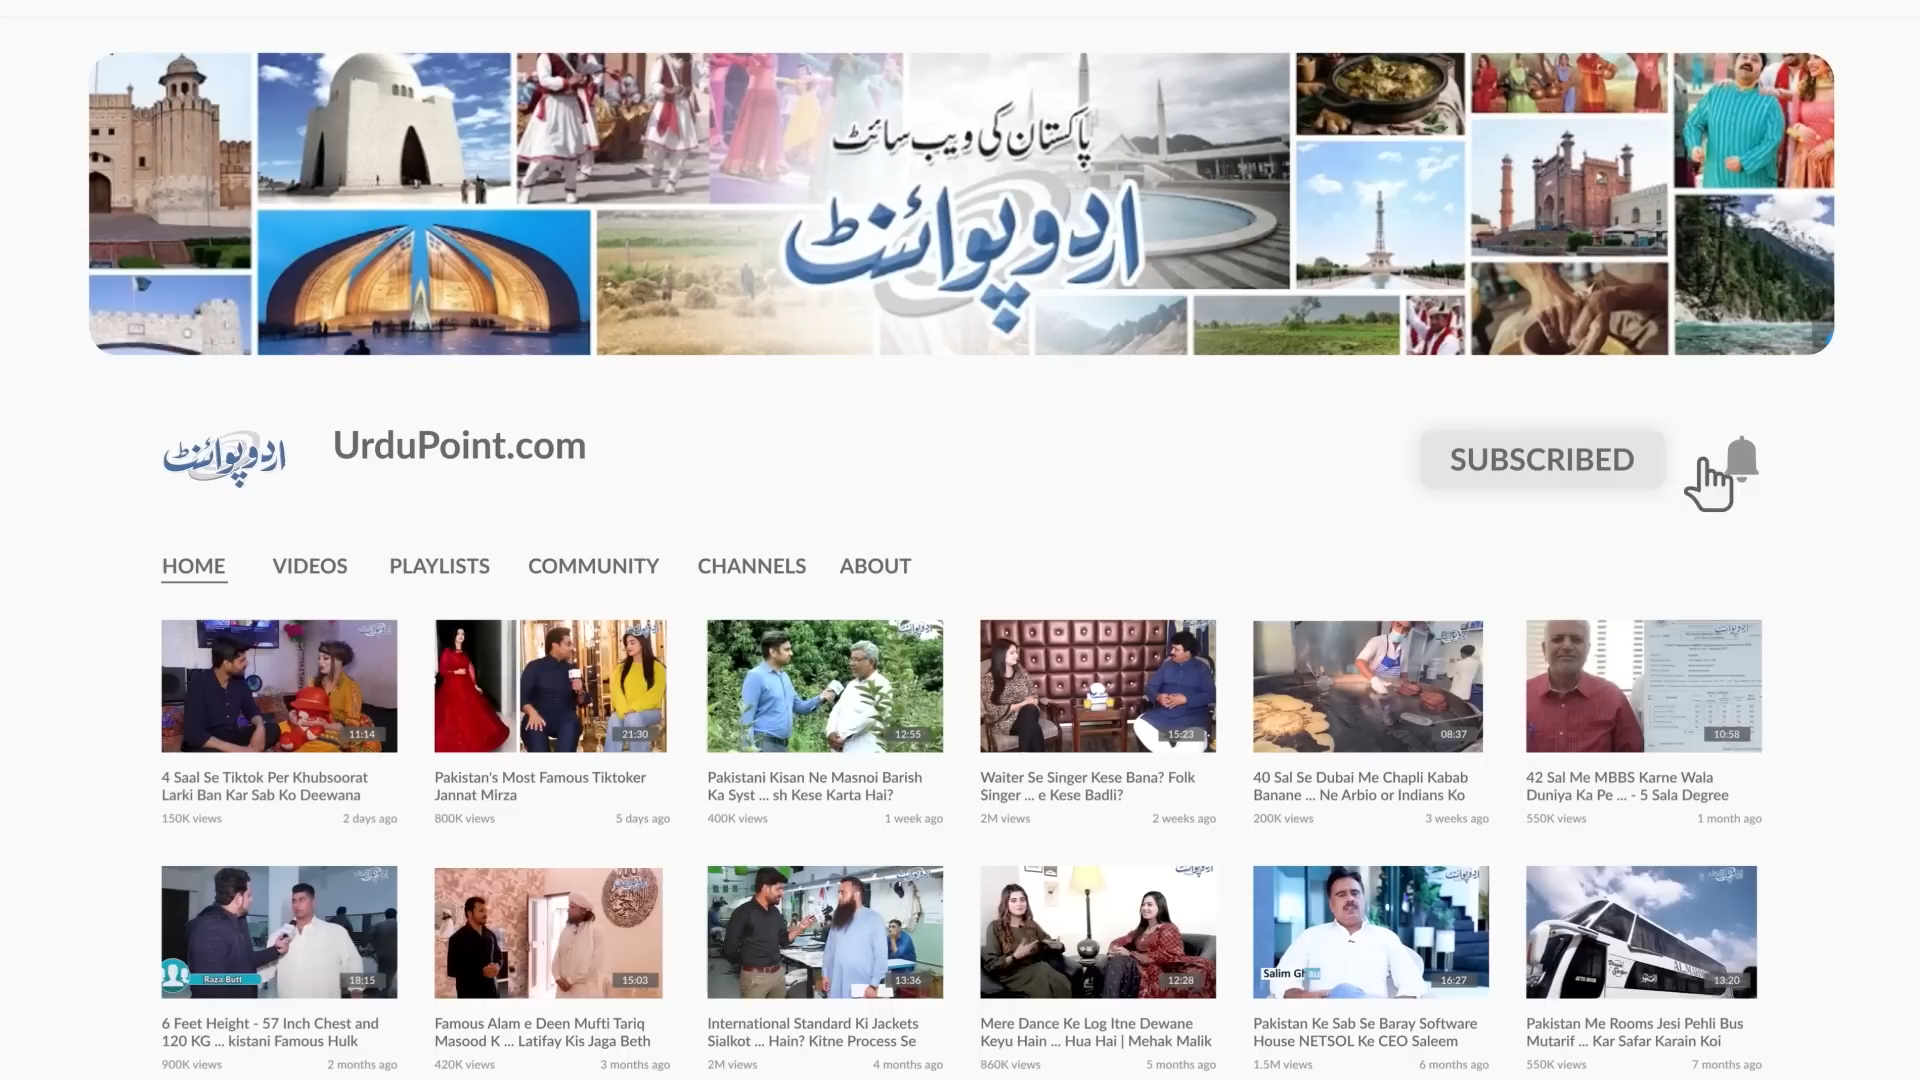 پاکستان کی ویب سائٹ
اردو پوائنٹ
اردو پوائنٹ
UrduPoint.com
SUBSCRIBED
HOME VIDEOS PLAYLISTS COMMUNITY CHANNELS ABOUT
11:14
21:30
12:55
15:23
08:37
10:58
4 Saal Se Tiktok Per Khubsoorat
Larki Ban Kar Sab Ko Deewana
150K views 2 days ago
Pakistan's Most Famous Tiktoker
Jannat Mirza
800K views 5 days ago
Pakistani Kisan Ne Masnoi Barish
Ka Syst ... sh Kese Karta Hai?
400K views 1 week ago
Waiter Se Singer Kese Bana? Folk
Singer ... e Kese Badli?
2M views 2 weeks ago
40 Sal Se Dubai Me Chapli Kabab
Banane ... Ne Arbio or Indians Ko
200K views 3 weeks ago
42 Sal Me MBBS Karne Wala
Duniya Ka Pe ... - 5 Sala Degree
550K views 1 month ago
Raza Butt
18:15
15:03
13:36
12:28
Salim Ghau
16:27
13:20
6 Feet Height - 57 Inch Chest and
120 KG ... kistani Famous Hulk
900K views 2 months ago
Famous Alam e Deen Mufti Tariq
Masood K ... Latifay Kis Jaga Beth
420K views 3 months ago
International Standard Ki Jackets
Sialkot ... Hain? Kitne Process Se
2M views 4 months ago
Mere Dance Ke Log Itne Dewane
Keyu Hain ... Hua Hai | Mehak Malik
860K views 5 months ago
Pakistan Ke Sab Se Baray Software
House NETSOL Ke CEO Saleem
1.5M views 6 months ago
Pakistan Me Rooms Jesi Pehli Bus
Mutarif ... Kar Safar Karain Koi
550K views 7 months ago